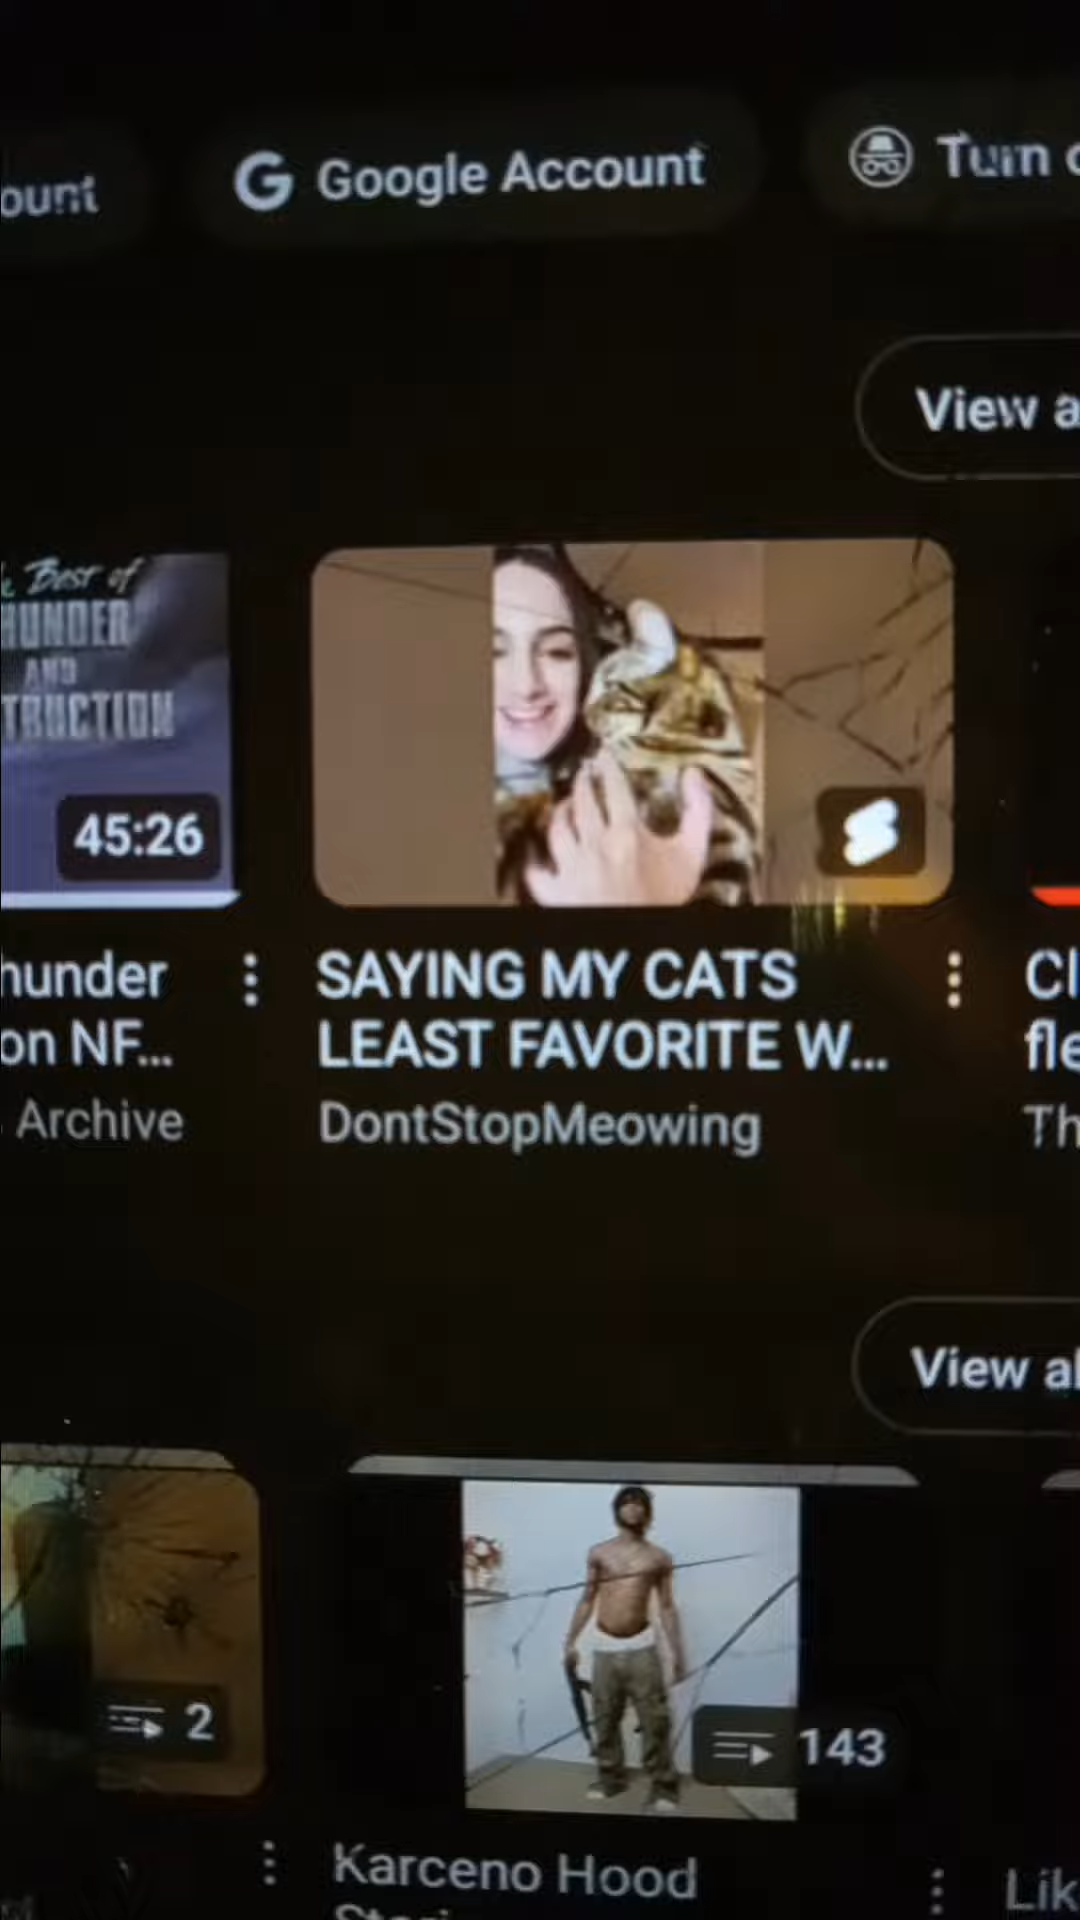 ount
Google Account
Turn
View a
Best of
HUNDER
AND
TRUCTION
45:26
hunder
on NF...
Archive
SAYING MY CATS
LEAST FAVORITE W...
DontStopMeowing
Cl
fle
Th
View al
2
143
Karceno Hood
Lik